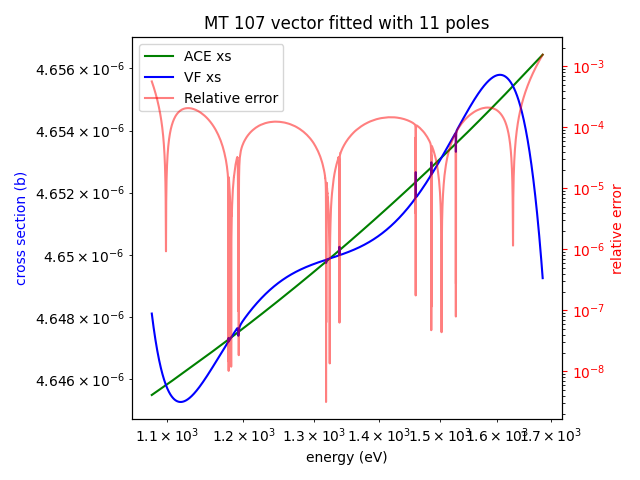 MT 107 vector fitted with 11 poles
ACE xs
VF xs
Relative error
4.656 × 10⁻⁶
4.654 × 10⁻⁶
4.652 × 10⁻⁶
4.65 × 10⁻⁶
4.648 × 10⁻⁶
4.646 × 10⁻⁶
cross section (b)
10⁻³
10⁻⁴
10⁻⁵
10⁻⁶
10⁻⁷
10⁻⁸
relative error
1.1 × 10³ 1.2 × 10³ 1.3 × 10³ 1.4 × 10³ 1.5 × 10³ 1.6 × 10³ 1.7 × 10³
energy (eV)